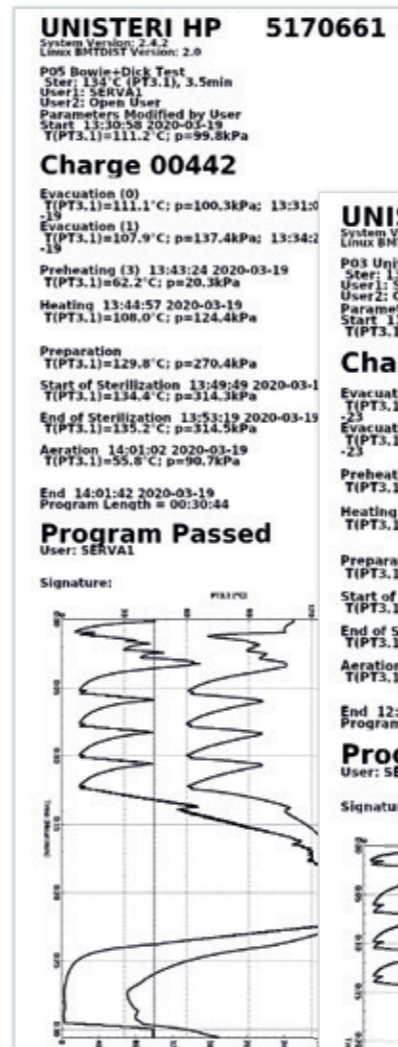 UNISTERI HP 5170661
System Version: 2.4.2
Linux BMTDIST Version: 2.0
P05 Bowie+Dick Test
Ster: 134°C (PT3.1), 3.5min
User1: SERVA1
User2: Open User
Parameters Modified by User
Start 13:30:58 2020-03-19
T(PT3.1)=111.2°C; p=99.8kPa
Charge 00442
Evacuation (0)
T(PT3.1)=111.1°C; p=100.3kPa; 13:31:0
-19
Evacuation (1)
T(PT3.1)=107.9°C; p=137.4kPa; 13:34:2
-19
Preheating (3) 13:43:24 2020-03-19
T(PT3.1)=62.2°C; p=20.3kPa
Heating 13:44:57 2020-03-19
T(PT3.1)=108.0°C; p=124.4kPa
Preparation
T(PT3.1)=129.8°C; p=270.4kPa
Start of Sterilization 13:49:49 2020-03-1
T(PT3.1)=134.4°C; p=314.3kPa
End of Sterilization 13:53:19 2020-03-19
T(PT3.1)=135.2°C; p=314.5kPa
Aeration 14:01:02 2020-03-19
T(PT3.1)=55.8°C; p=90.7kPa
End 14:01:42 2020-03-19
Program Length = 00:30:44
Program Passed
User: SERVA1
Signature:
PT3.1 (°C)
UNIS
System V
Linux BMT
P03 Uni
Ster: 13
User1: S
User2: O
Paramet
Start 1
T(PT3.1
Cha
Evacuat
T(PT3.1
-23
Evacuat
T(PT3.1
-23
Preheat
T(PT3.1
Heating
T(PT3.1
Prepara
T(PT3.1
Start of
T(PT3.1
End of S
T(PT3.1
Aeration
T(PT3.1
End 12:
Program
Prog
User: SE
Signatu